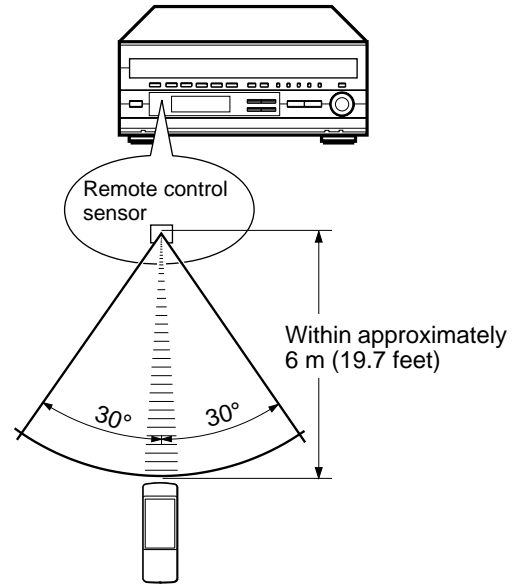 Remote control
sensor
Within approximately
6 m (19.7 feet)
30°
30°